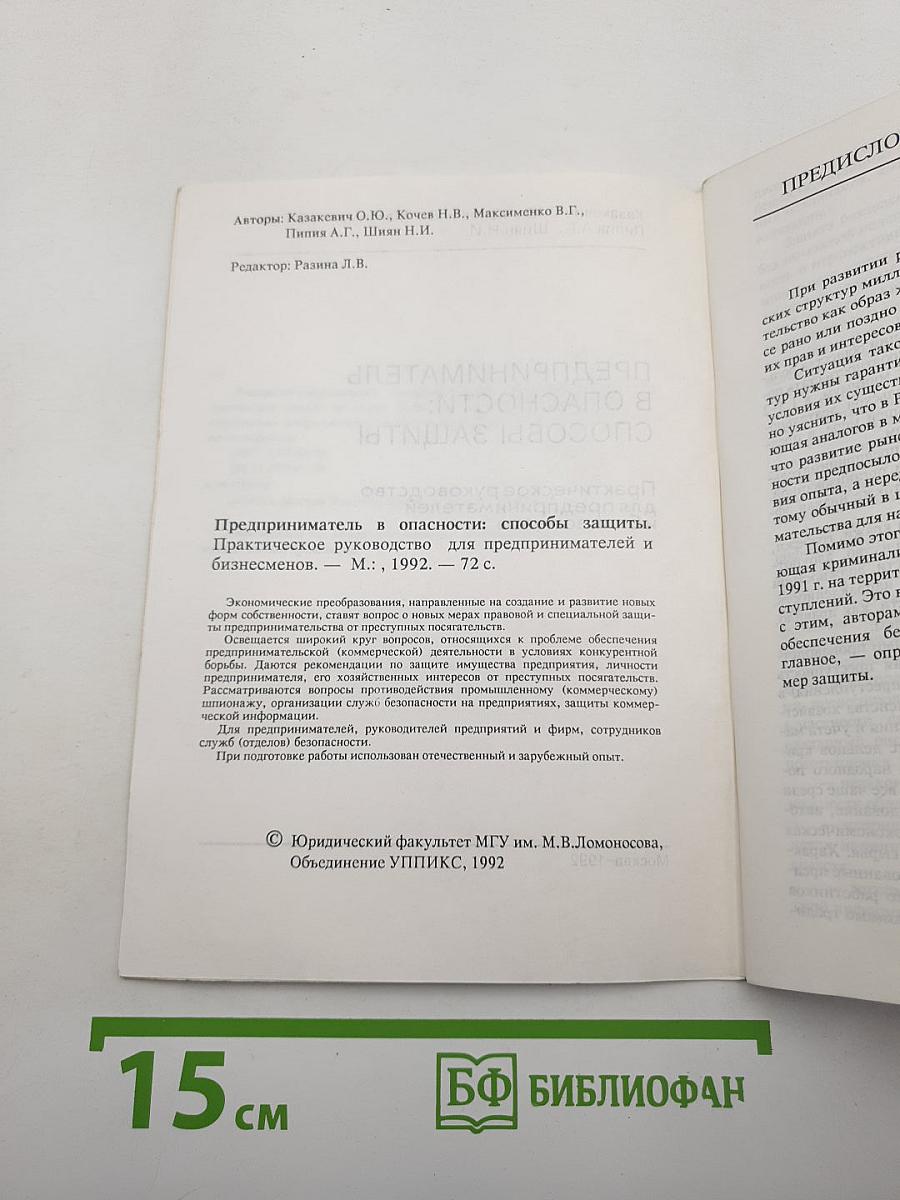 Авторы: Казакевич О.Ю., Кочев Н.В., Максименко В.Г.,
Пипия А.Г., Шиян Н.И.
Редактор: Разина Л.В.
Предприниматель в опасности: способы защиты.
Практическое руководство для предпринимателей и
бизнесменов. — М.: , 1992. — 72 с.
Экономические преобразования, направленные на создание и развитие новых
форм собственности, ставят вопрос о новых мерах правовой и специальной защи-
ты предпринимательства от преступных посягательств.
Освещается широкий круг вопросов, относящихся к проблеме обеспечения
предпринимательской (коммерческой) деятельности в условиях конкурентной
борьбы. Даются рекомендации по защите имущества предприятия, личности
предпринимателя, его хозяйственных интересов от преступных посягательств.
Рассматриваются вопросы противодействия промышленному (коммерческому)
шпионажу, организации служб безопасности на предприятиях, защиты коммер-
ческой информации.
Для предпринимателей, руководителей предприятий и фирм, сотрудников
служб (отделов) безопасности.
При подготовке работы использован отечественный и зарубежный опыт.
© Юридический факультет МГУ им. М.В.Ломоносова,
Объединение УППИКС, 1992
ПРЕДИСЛО
При развитии
ских структур милл
тельство как образ
се рано или поздно
их прав и интересов
Ситуация такс
тур нужны гаранти
условия их сущест
но уяснить, что в
ющая аналогов в м
что развитие рын
ности предпосыло
вия опыта, а нере
тому обычный в ц
мательства для на
Помимо этог
ющая криминали
1991 г. на террит
ступлений. Это
с этим, авторам
обеспечения бе
главное, — опр
мер защиты.
15 см
БФ БИБЛИОФАН